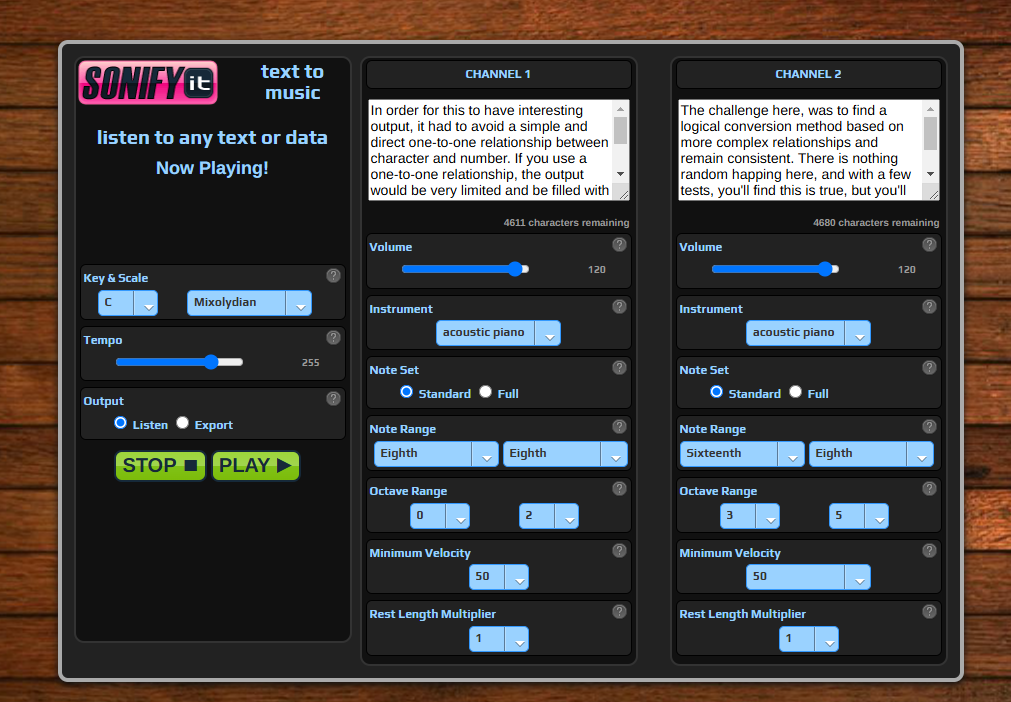 SONIFY it
text to
music
listen to any text or data
Now Playing!
Key & Scale
?
C
Mixolydian
Tempo
?
255
Output
?
Listen
Export
STOP
PLAY
CHANNEL 1
In order for this to have interesting
output, it had to avoid a simple and
direct one-to-one relationship between
character and number. If you use a
one-to-one relationship, the output
would be very limited and be filled with
4611 characters remaining
Volume
?
120
Instrument
?
acoustic piano
Note Set
?
Standard
Full
Note Range
?
Eighth
Eighth
Octave Range
?
0
2
Minimum Velocity
?
50
Rest Length Multiplier
?
1
CHANNEL 2
The challenge here, was to find a
logical conversion method based on
more complex relationships and
remain consistent. There is nothing
random happing here, and with a few
tests, you'll find this is true, but you'll
4680 characters remaining
Volume
?
120
Instrument
?
acoustic piano
Note Set
?
Standard
Full
Note Range
?
Sixteenth
Eighth
Octave Range
?
3
5
Minimum Velocity
?
50
Rest Length Multiplier
?
1